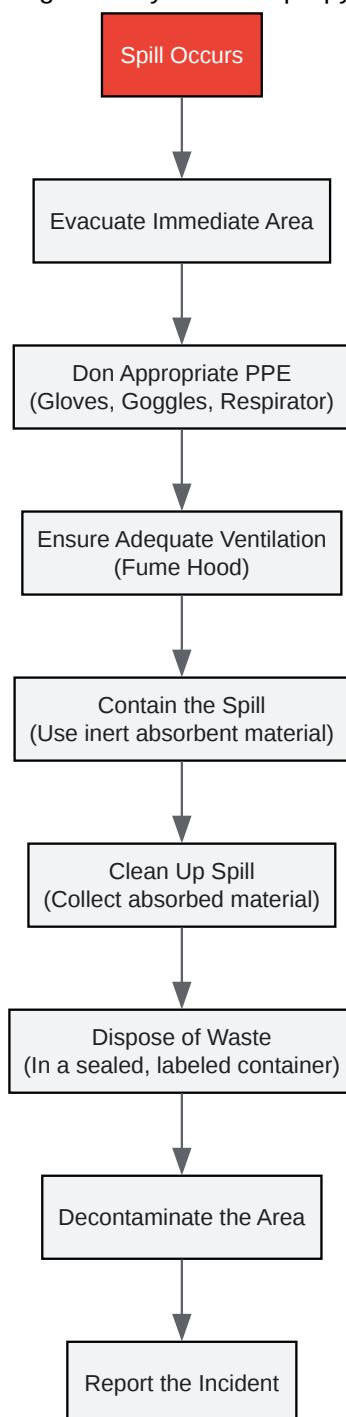 Spill Occurs
Evacuate Immediate Area
Don Appropriate PPE
(Gloves, Goggles, Respirator)
Ensure Adequate Ventilation
(Fume Hood)
Contain the Spill
(Use inert absorbent material)
Clean Up Spill
(Collect absorbed material)
Dispose of Waste
(In a sealed, labeled container)
Decontaminate the Area
Report the Incident